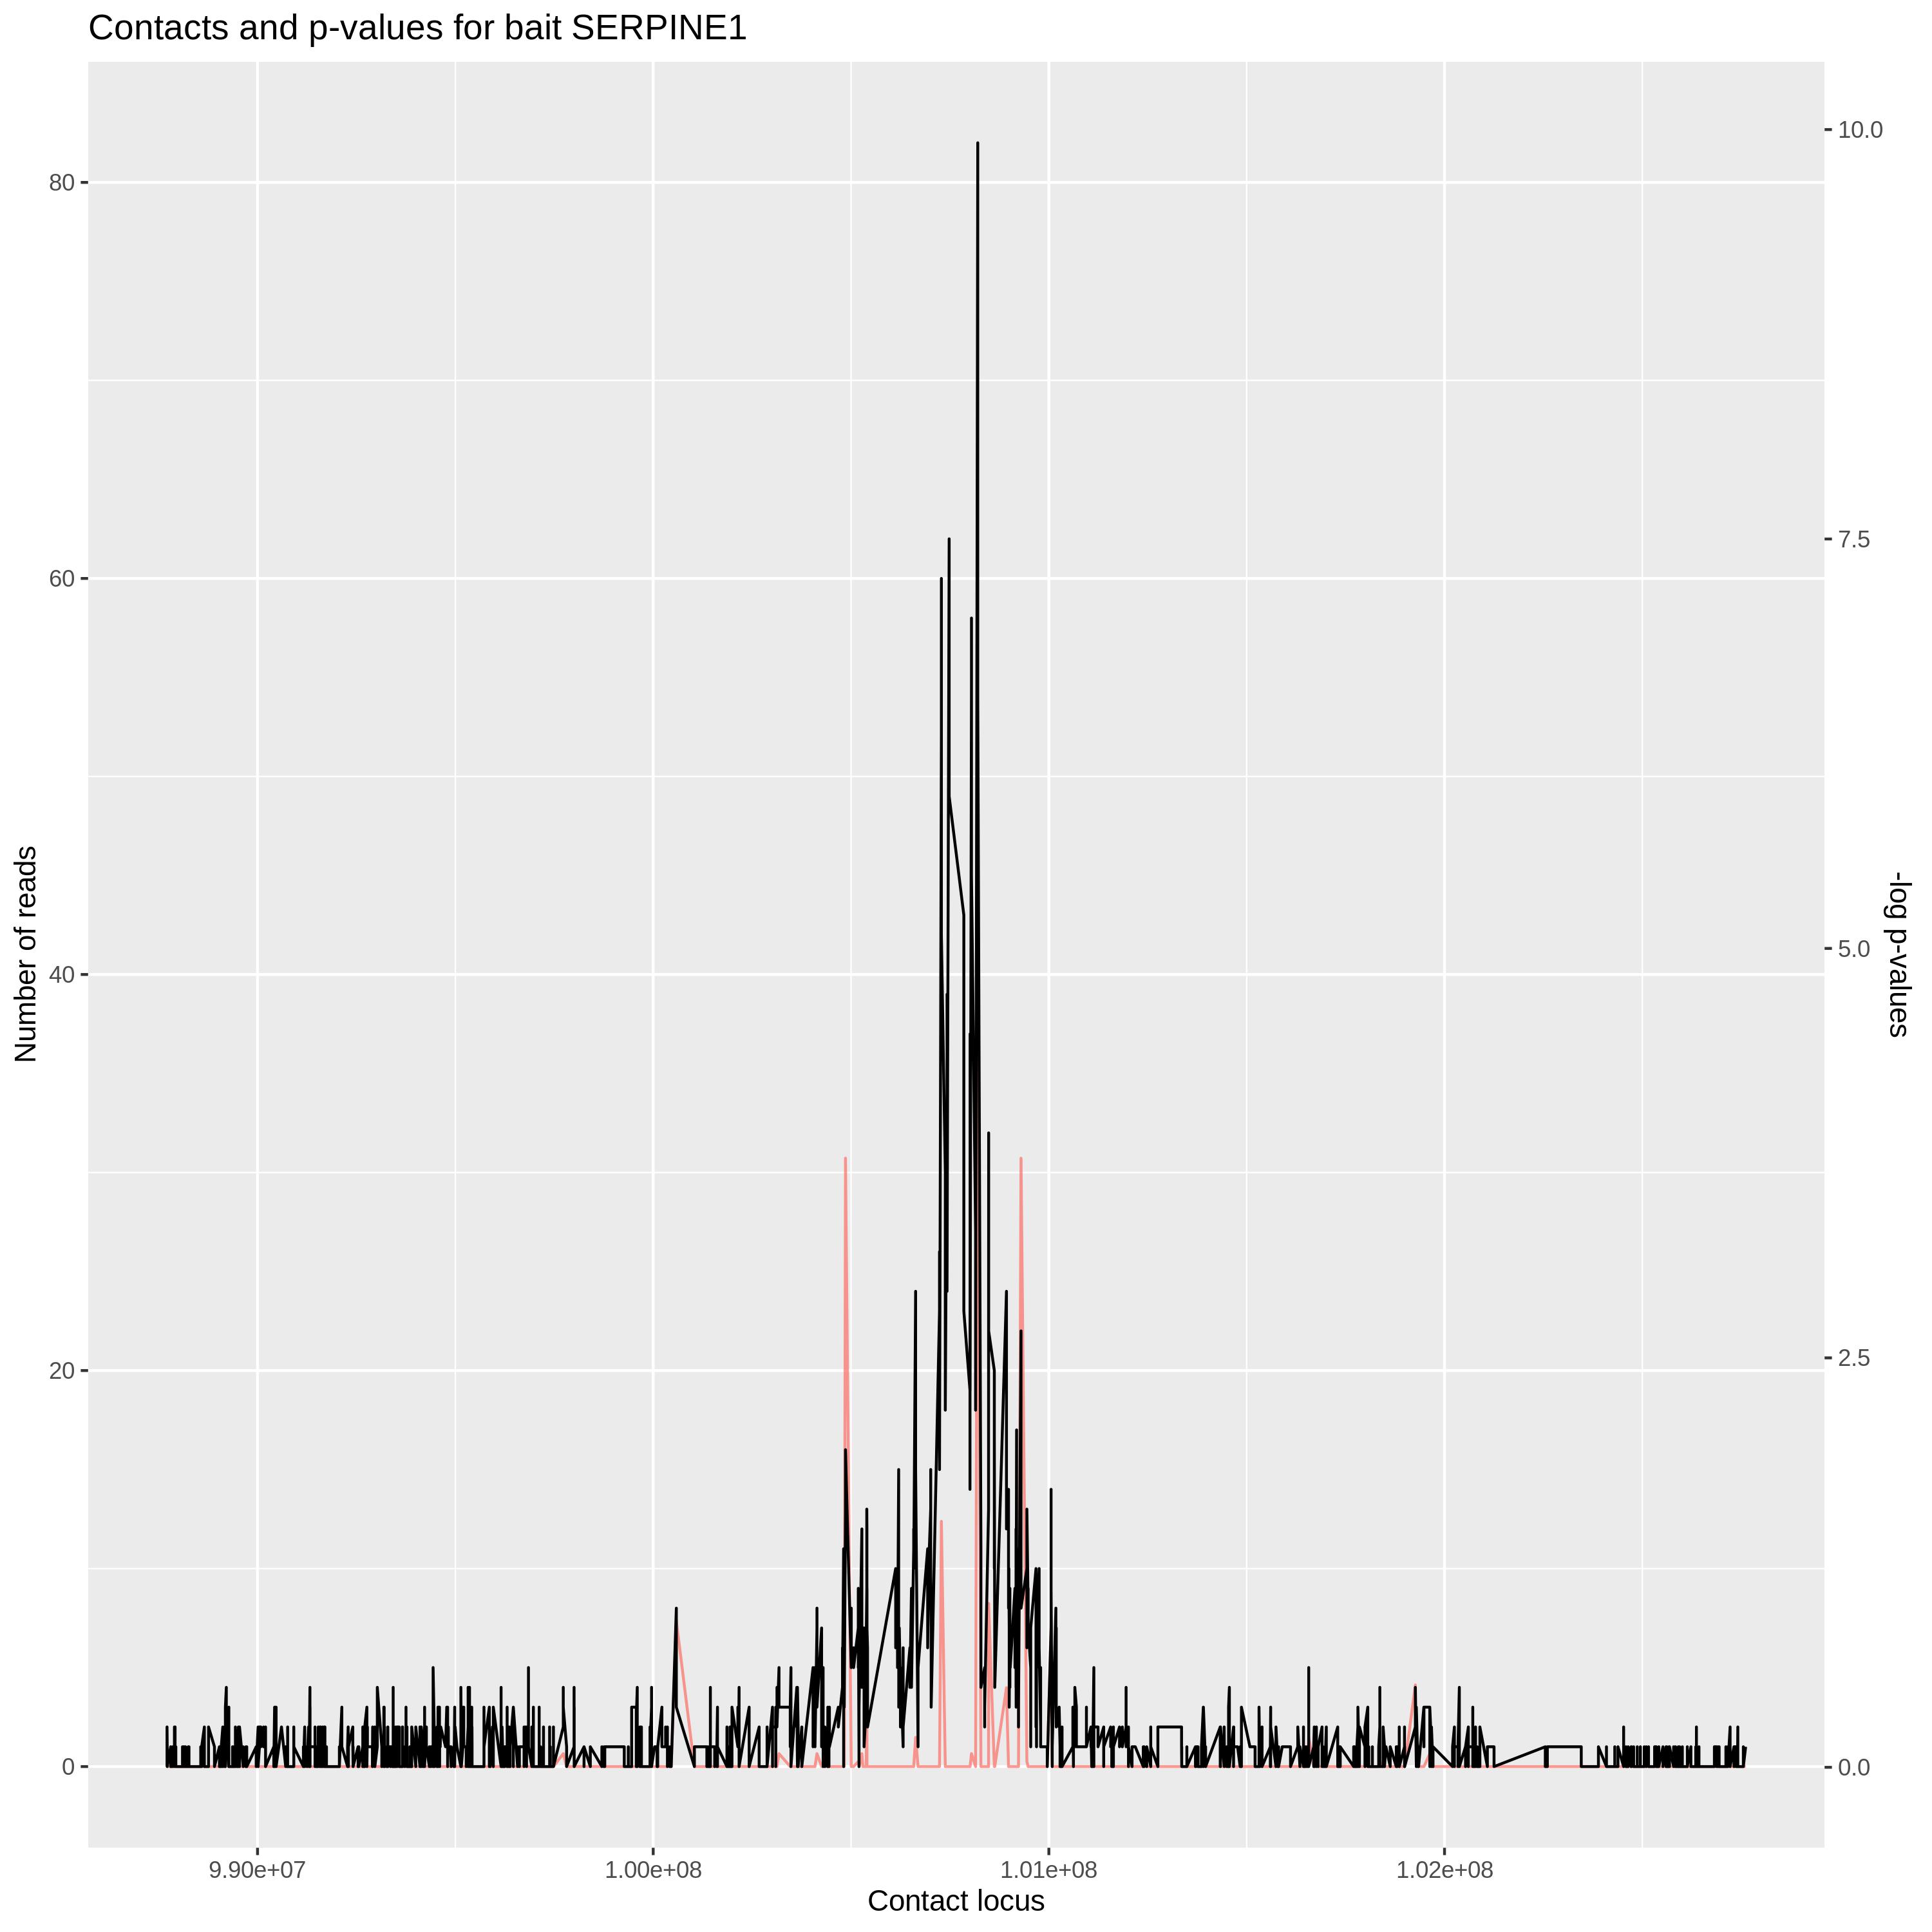 Contacts and p-values for bait SERPINE1
80
60
40
20
0
Number of reads
10.0
7.5
5.0
2.5
0.0
-log p-values
9.90e+07
1.00e+08
1.01e+08
1.02e+08
Contact locus